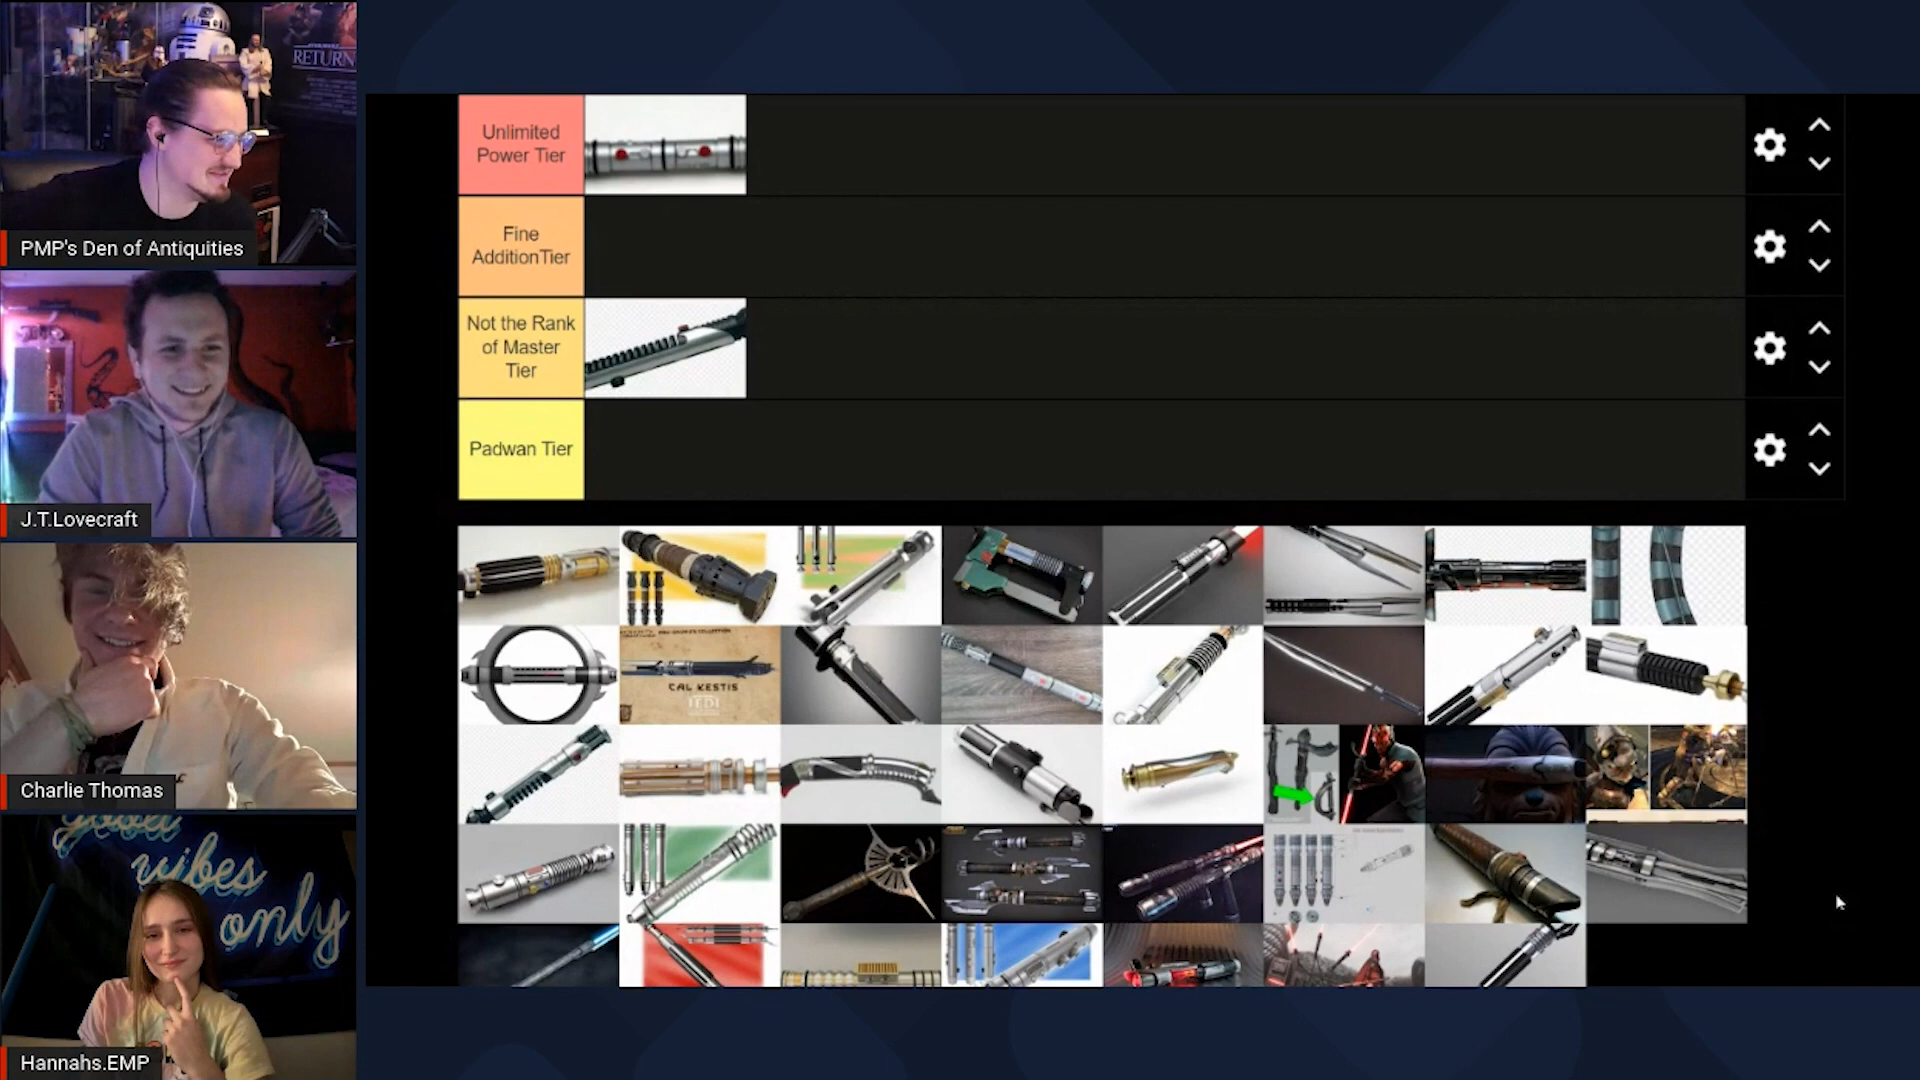 RETURN
PMP's Den of Antiquities
J.T.Lovecraft
Charlie Thomas
good
vibes
only
Hannahs.EMP
Unlimited
Power Tier
Fine
AdditionTier
Not the Rank
of Master
Tier
Padwan Tier
CAL KESTIS
JEDI